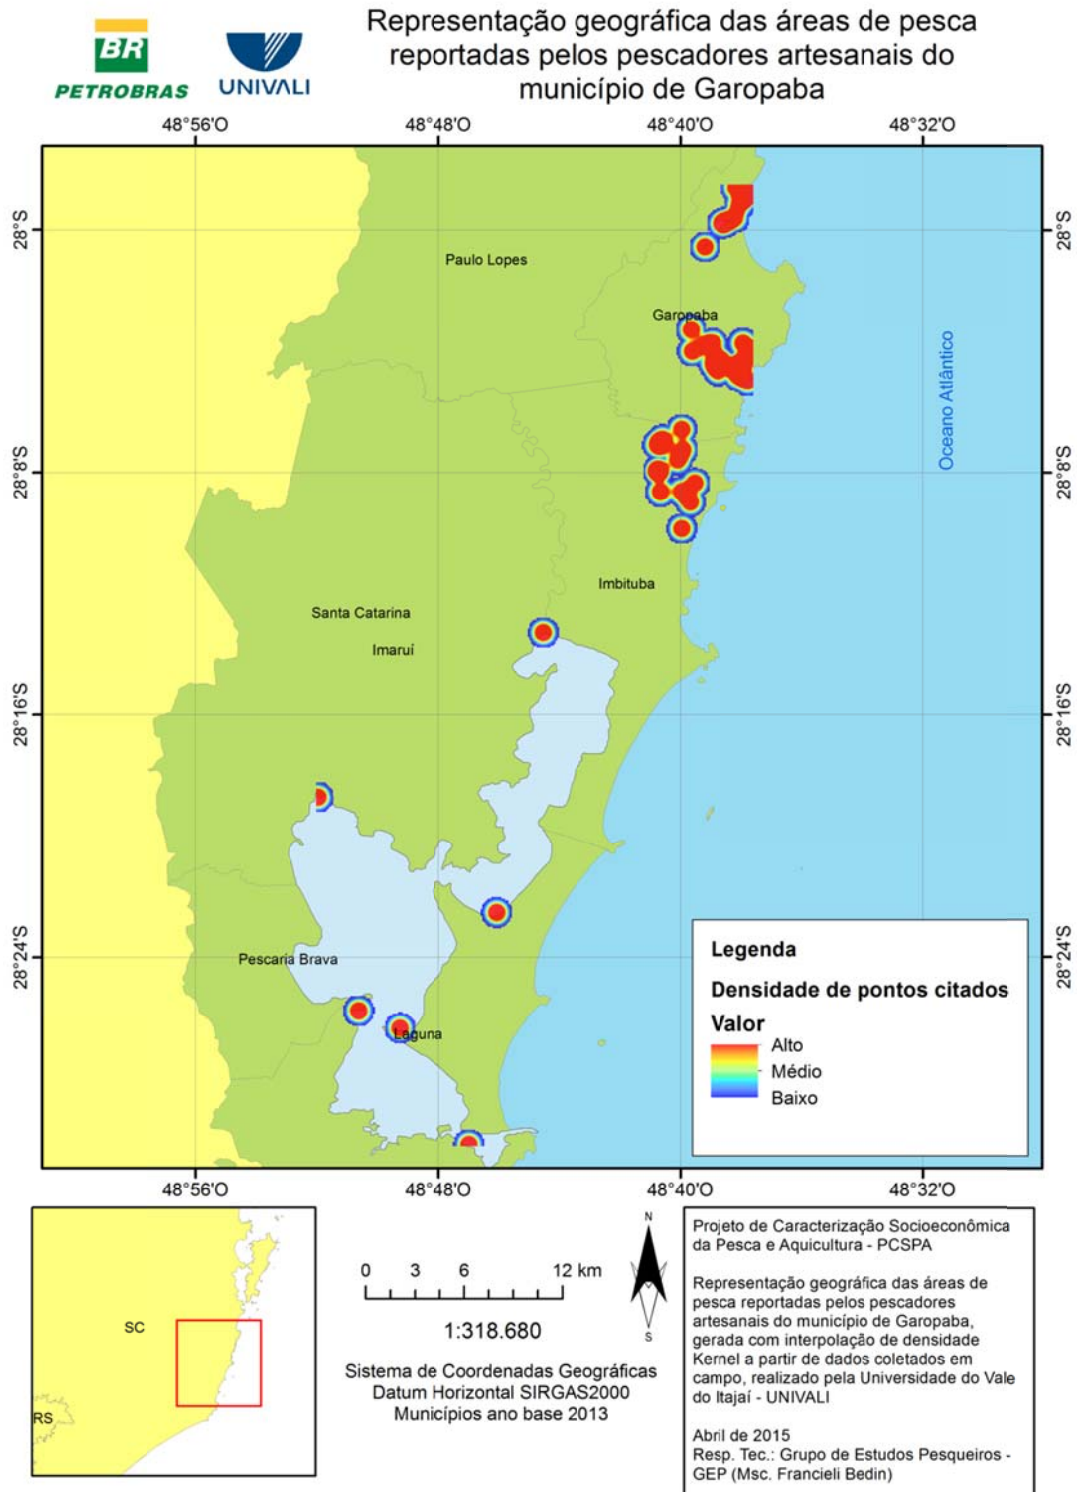 BR
PETROBRAS
UNIVALI
Representação geográfica das áreas de pesca
reportadas pelos pescadores artesanais do
município de Garopaba
48°56'O 48°48'O 48°40'O 48°32'O
28°S 28°S
Paulo Lopes
Garopaba
Oceano Atlântico
28°8'S 28°8'S
Imbituba
Santa Catarina
Imaruí
28°16'S 28°16'S
28°24'S 28°24'S
Pescaria Brava
Laguna
Legenda
Densidade de pontos citados
Valor
Alto
Médio
Baixo
48°56'O 48°48'O 48°40'O 48°32'O
SC
RS
0 3 6 12 km
1:318.680
N
S
Sistema de Coordenadas Geográficas
Datum Horizontal SIRGAS2000
Municípios ano base 2013
Projeto de Caracterização Socioeconômica
da Pesca e Aquicultura - PCSPA
Representação geográfica das áreas de
pesca reportadas pelos pescadores
artesanais do município de Garopaba,
gerada com interpolação de densidade
Kernel a partir de dados coletados em
campo, realizado pela Universidade do Vale
do Itajaí - UNIVALI
Abril de 2015
Resp. Tec.: Grupo de Estudos Pesqueiros -
GEP (Msc. Francieli Bedin)